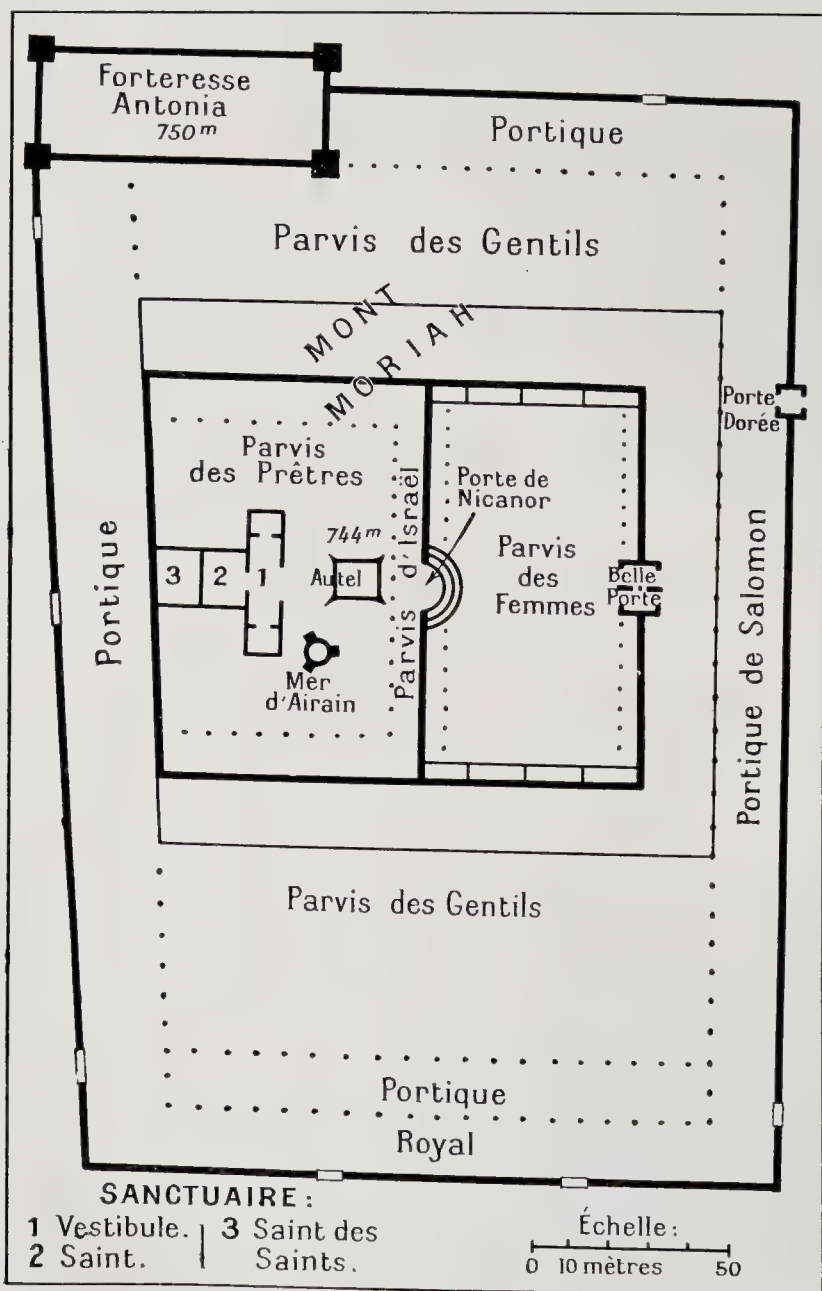 Forteresse
Antonia
750 m
Portique
Parvis des Gentils
MONT
MORIAH
Porte
Dorée
Parvis
des Prêtres
Parvis d'Israël
Porte de
Nicanor
744 m
3 2 1
Autel
Parvis
des
Femmes
Belle
Porte
Mer
d'Airain
Portique
Portique de Salomon
Parvis des Gentils
Portique
Royal
SANCTUAIRE :
1 Vestibule.
2 Saint.
3 Saint des
Saints.
Échelle :
0 10 mètres 50